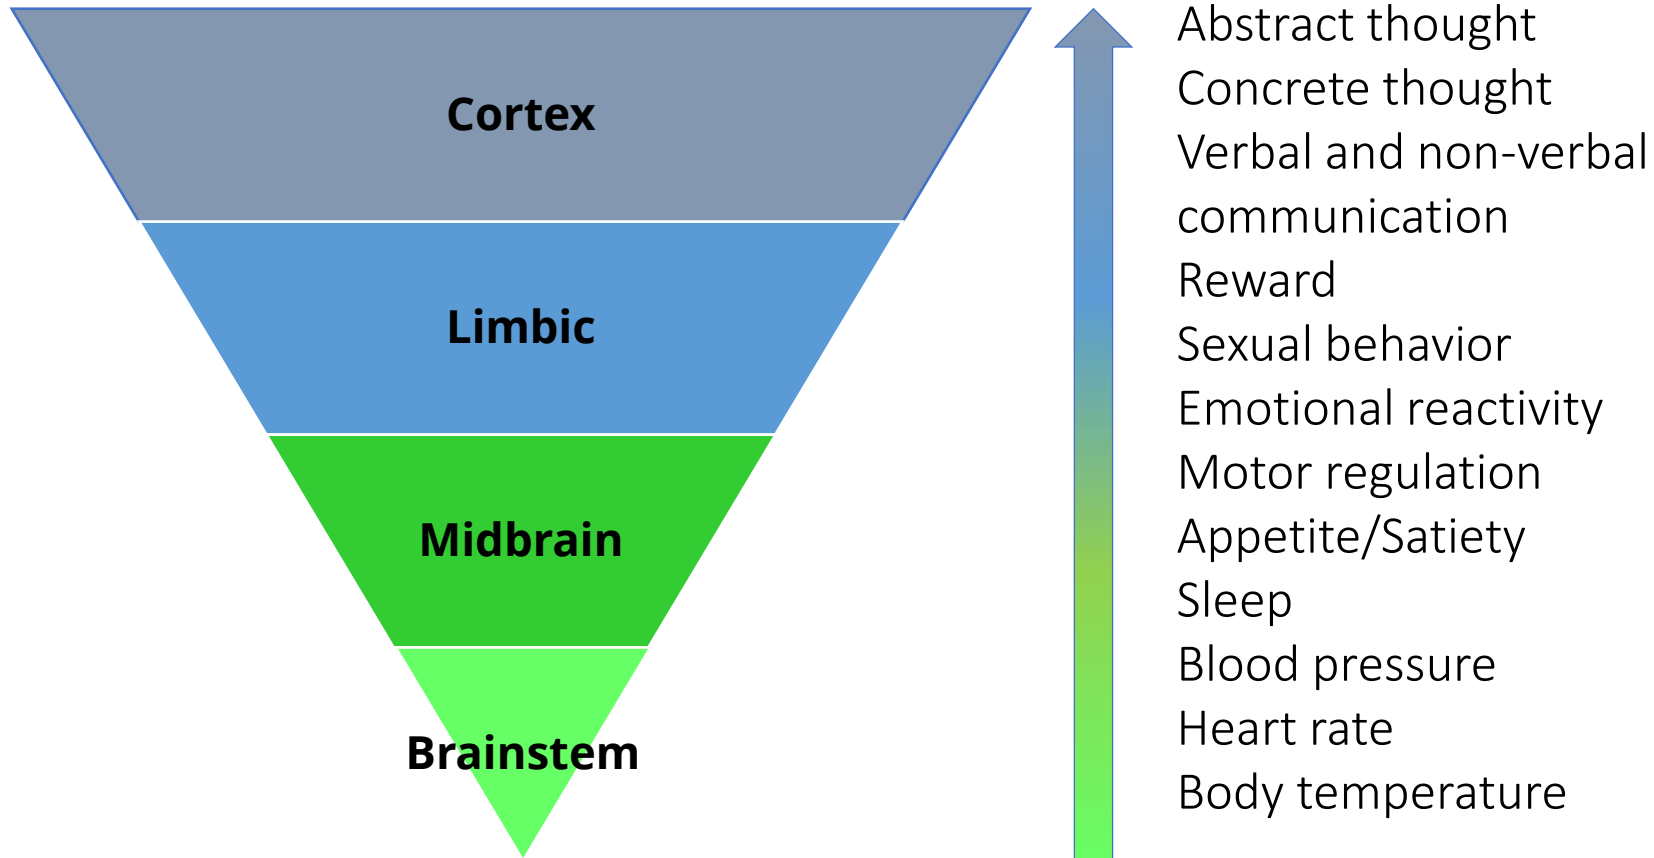 Cortex
Limbic
Midbrain
Brainstem
Abstract thought
Concrete thought
Verbal and non-verbal
communication
Reward
Sexual behavior
Emotional reactivity
Motor regulation
Appetite/Satiety
Sleep
Blood pressure
Heart rate
Body temperature